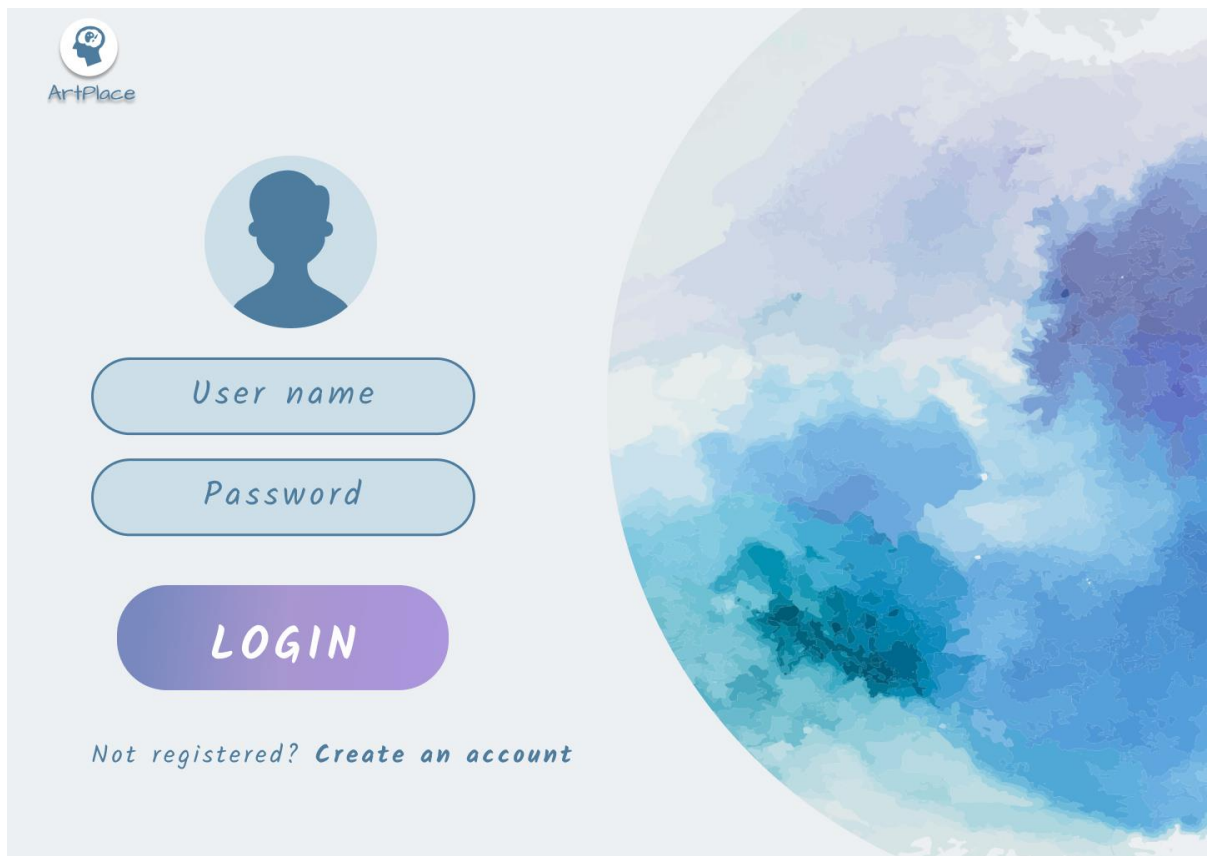 ArtPlace
User name
Password
LOGIN
Not registered? Create an account